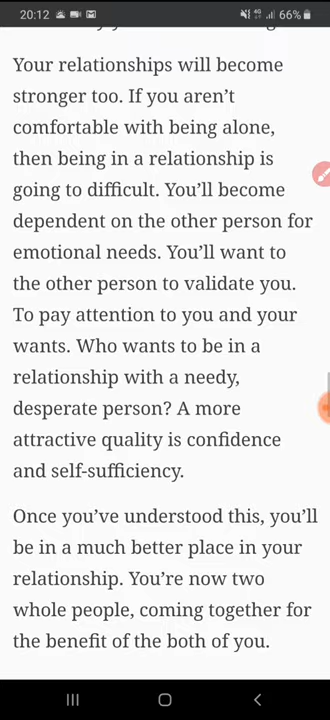 20:12 4G 66%
Your relationships will become
stronger too. If you aren't
comfortable with being alone,
then being in a relationship is
going to difficult. You'll become
dependent on the other person for
emotional needs. You'll want to
the other person to validate you.
To pay attention to you and your
wants. Who wants to be in a
relationship with a needy,
desperate person? A more
attractive quality is confidence
and self-sufficiency.
Once you've understood this, you'll
be in a much better place in your
relationship. You're now two
whole people, coming together for
the benefit of the both of you.